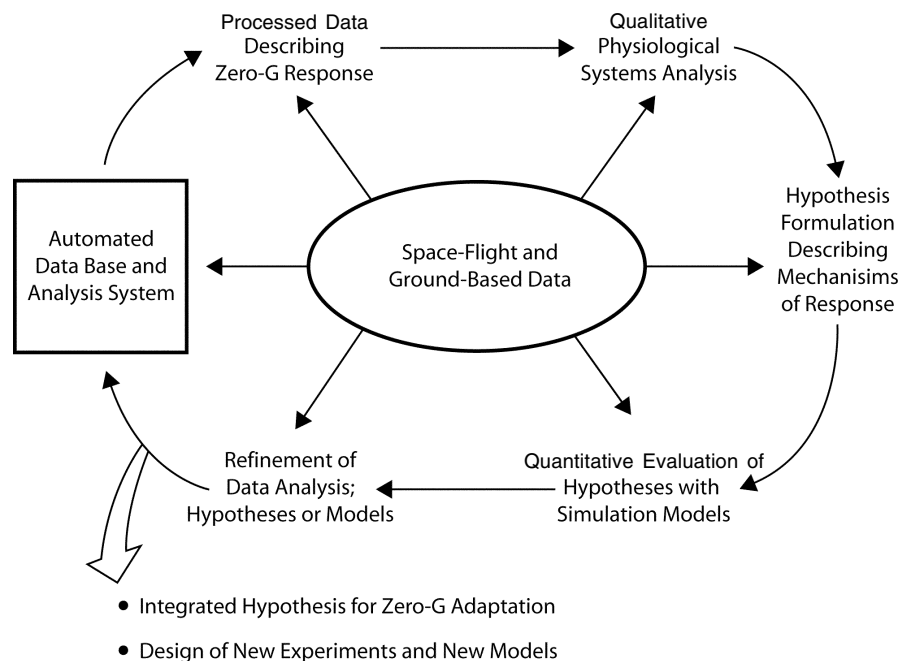 Processed Data
Describing
Zero-G Response
Qualitative
Physiological
Systems Analysis
Hypothesis
Formulation
Describing
Mechanisims
of Response
Automated
Data Base and
Analysis System
Space-Flight and
Ground-Based Data
Refinement of
Data Analysis;
Hypotheses or Models
Quantitative Evaluation of
Hypotheses with
Simulation Models
• Integrated Hypothesis for Zero-G Adaptation
• Design of New Experiments and New Models